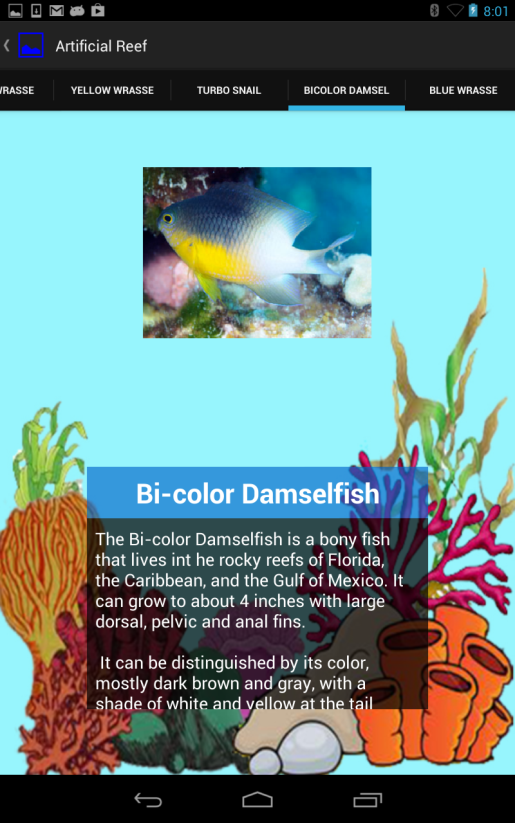 8:01
Artificial Reef
WRASSE YELLOW WRASSE TURBO SNAIL BICOLOR DAMSEL BLUE WRASSE
Bi-color Damselfish
The Bi-color Damselfish is a bony fish
that lives int he rocky reefs of Florida,
the Caribbean, and the Gulf of Mexico. It
can grow to about 4 inches with large
dorsal, pelvic and anal fins.
It can be distinguished by its color,
mostly dark brown and gray, with a
shade of white and yellow at the tail